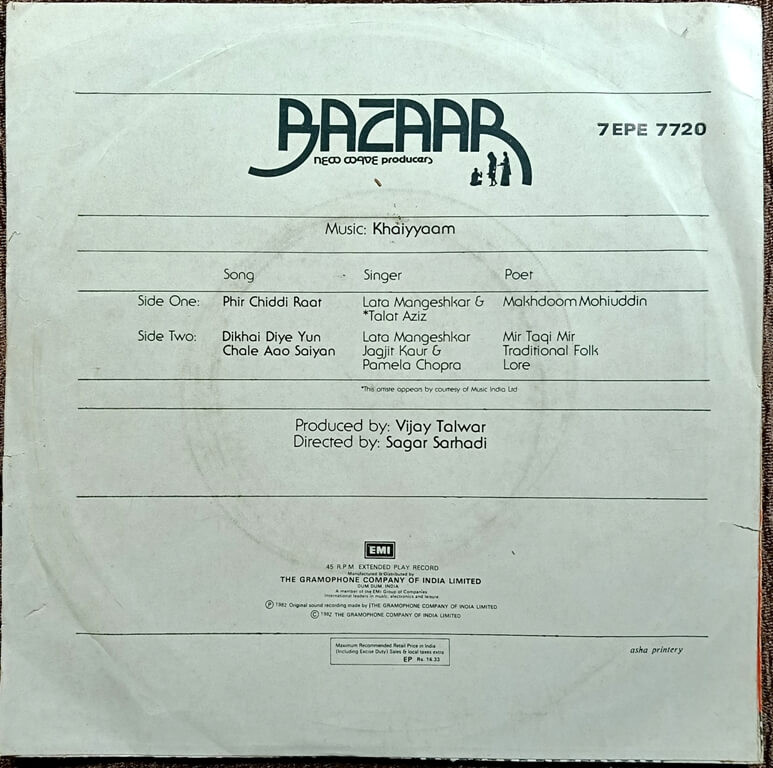 BAZAAR
new wave producers
7EPE 7720
Music: Khaiyyaam
Song Singer Poet
Side One: Phir Chiddi Raat Lata Mangeshkar & Makhdoom Mohiuddin
*Talat Aziz
Side Two: Dikhai Diye Yun Lata Mangeshkar Mir Taqi Mir
Chale Aao Saiyan Jagjit Kaur & Traditional Folk
Pamela Chopra Lore
*This artiste appears by courtesy of Music India Ltd
Produced by: Vijay Talwar
Directed by: Sagar Sarhadi
EMI
45 R.P.M EXTENDED PLAY RECORD
Manufactured & Distributed by
THE GRAMOPHONE COMPANY OF INDIA LIMITED
DUM DUM, INDIA
A member of the EMI Group of Companies
International leaders in music, electronics and leisure
Ⓟ 1982 Original sound recording made by THE GRAMOPHONE COMPANY OF INDIA LIMITED
© 1982 THE GRAMOPHONE COMPANY OF INDIA LIMITED
Maximum Recommended Retail Price in India
(Including Excise Duty) Sales & local taxes extra
EP Rs. 16.33
asha printery